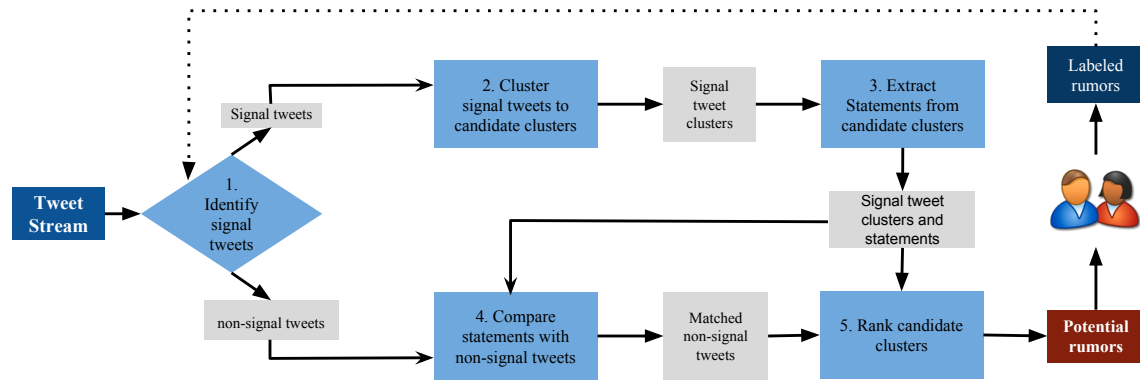 Labeled
rumors
2. Cluster
signal tweets to
candidate clusters
Signal
tweet
clusters
3. Extract
Statements from
candidate clusters
Signal tweets
1.
Identify
signal
tweets
Tweet
Stream
Signal tweet
clusters and
statements
non-signal tweets
4. Compare
statements with
non-signal tweets
Matched
non-signal
tweets
5. Rank candidate
clusters
Potential
rumors